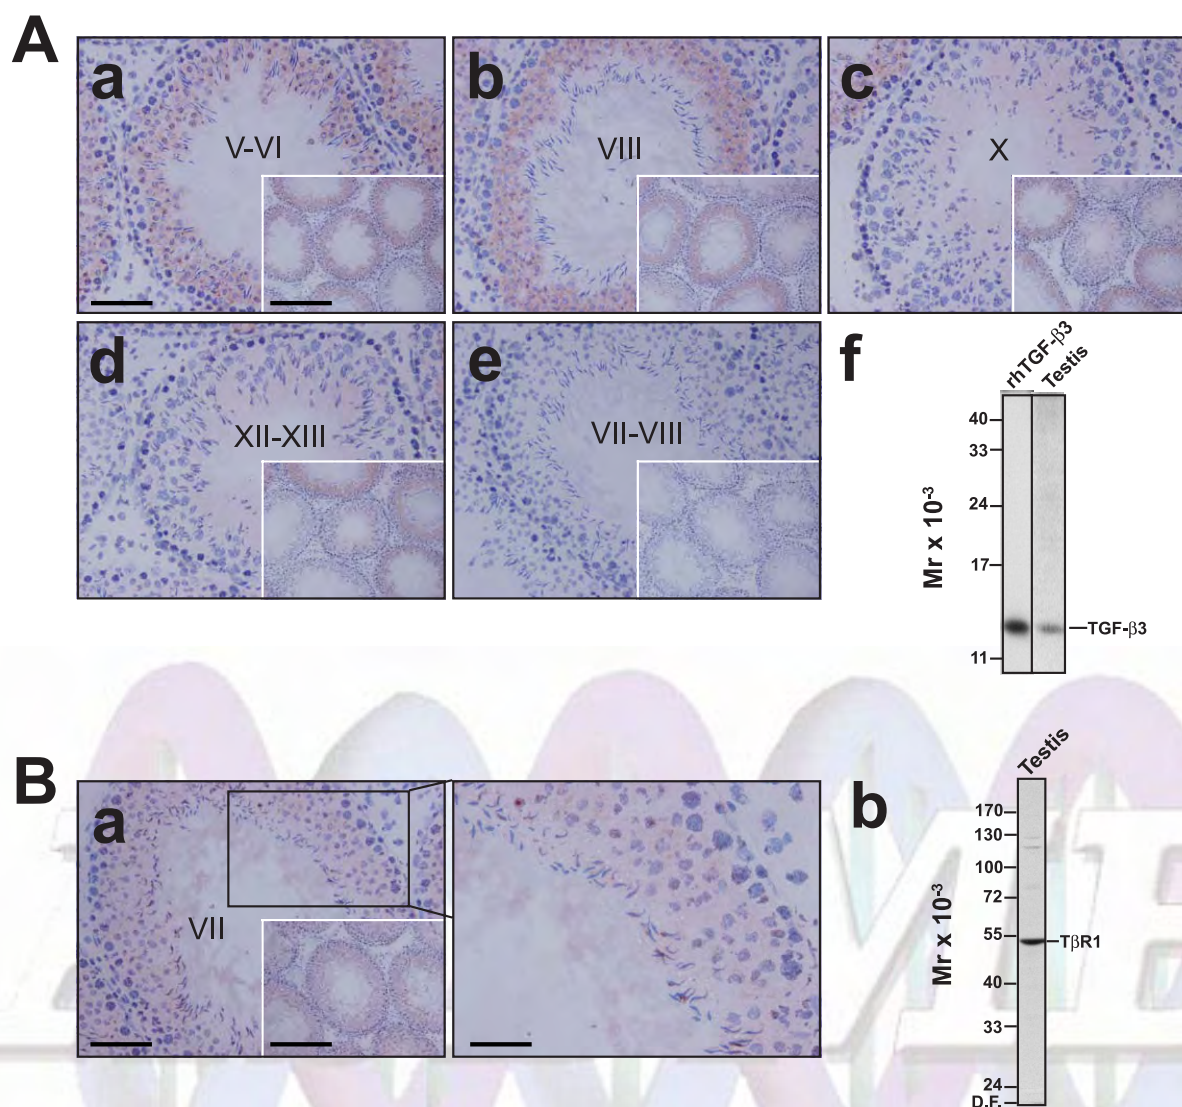 A
a
V-VI
b
VIII
c
X
d
XII-XIII
e
VII-VIII
f
rhTGF-β3
Testis
Mr x 10-3
40
33
24
17
11
TGF-β3
B
a
VII
b
Testis
Mr x 10-3
170
130
100
72
55
40
33
24
D.F.
TβR1